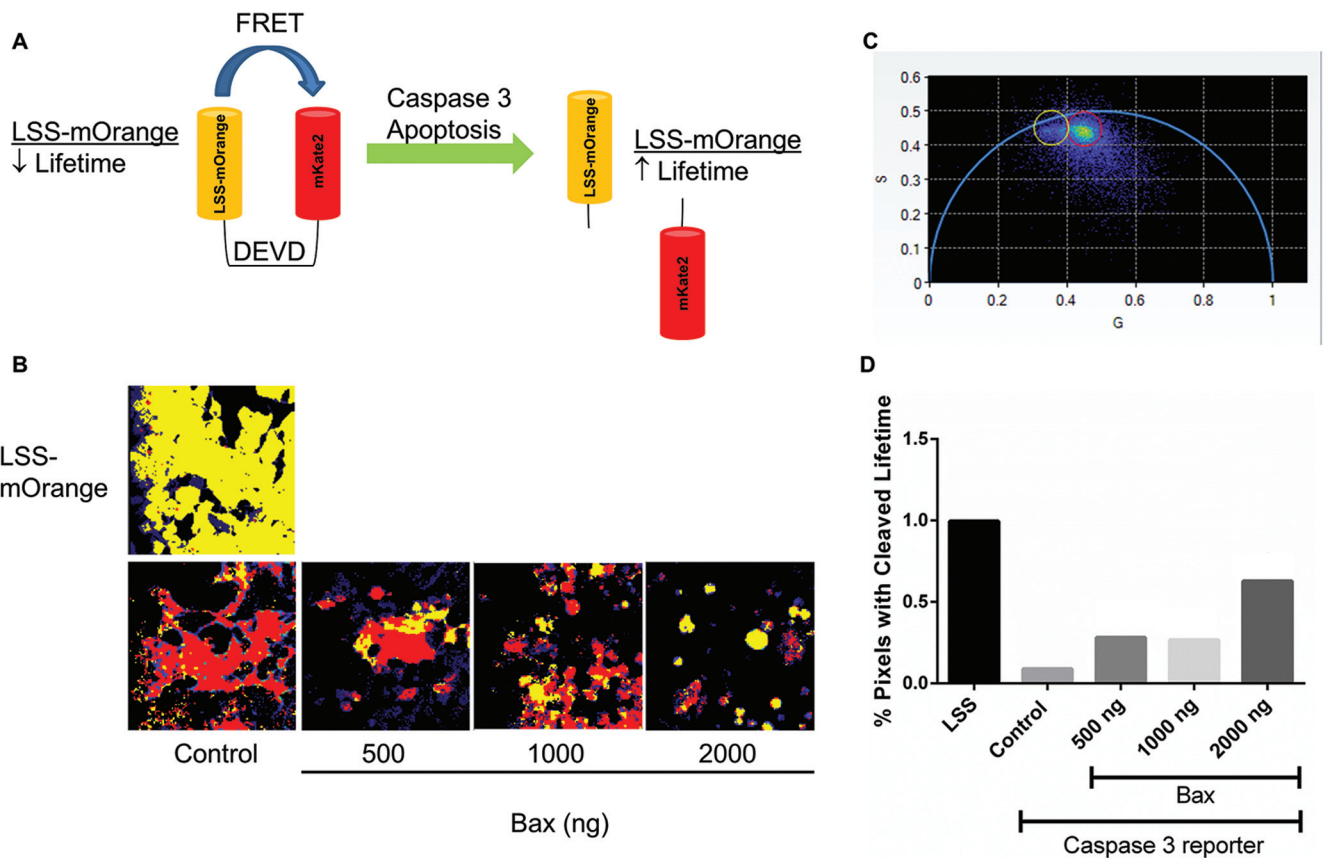 A
FRET
LSS-mOrange
↓ Lifetime
LSS-mOrange
mKate2
DEVD
Caspase 3
Apoptosis
LSS-mOrange
LSS-mOrange
↑ Lifetime
mKate2
B
LSS-
mOrange
Control
500
1000
2000
Bax (ng)
C
0.6
0.5
0.4
0.3
0.2
0.1
0
S
0
0.2
0.4
0.6
0.8
1
G
D
% Pixels with Cleaved Lifetime
1.5
1.0
0.5
0.0
LSS
Control
500 ng
1000 ng
2000 ng
Bax
Caspase 3 reporter